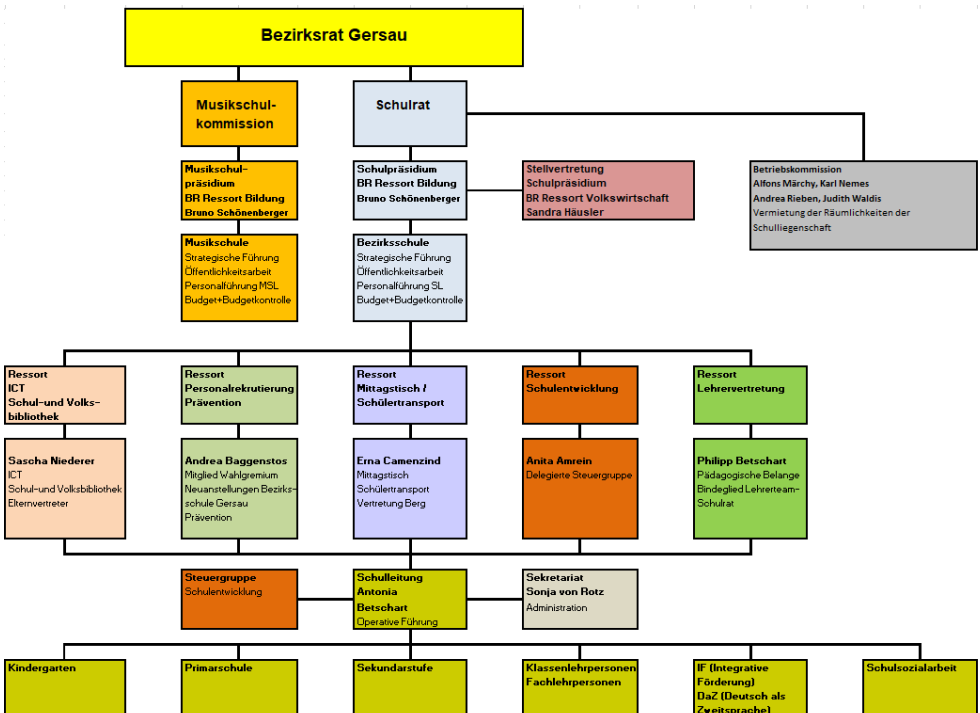 Bezirksrat Gersau
Musikschul-
kommission
Schulrat
Musikschul-
präsidium
BR Ressort Bildung
Bruno Schönenberger
Schulpräsidium
BR Ressort Bildung
Bruno Schönenberger
Stellvertretung
Schulpräsidium
BR Ressort Volkswirtschaft
Sandra Häusler
Betriebskommission
Alfons Märchy, Karl Nemes
Andrea Rieben, Judith Waldis
Vermietung der Räumlichkeiten der
Schulliegenschaft
Musikschule
Strategische Führung
Öffentlichkeitsarbeit
Personalführung MSL
Budget+Budgetkontrolle
Bezirksschule
Strategische Führung
Öffentlichkeitsarbeit
Personalführung SL
Budget+Budgetkontrolle
Ressort
ICT
Schul-und Volks-
bibliothek
Ressort
Personalrekrutierung
Prävention
Ressort
Mittagstisch /
Schülertransport
Ressort
Schulentwicklung
Ressort
Lehrervertretung
Sascha Niederer
ICT
Schul-und Volksbibliothek
Elternvertreter
Andrea Baggenstos
Mitglied Wahlgremium
Neuanstellungen Bezirks-
schule Gersau
Prävention
Erna Camenzind
Mittagstisch
Schülertransport
Vertretung Berg
Anita Amrein
Delegierte Steuergruppe
Philipp Betschart
Pädagogische Belange
Bindeglied Lehrerteam-
Schulrat
Steuergruppe
Schulentwicklung
Schulleitung
Antonia
Betschart
Operative Führung
Sekretariat
Sonja von Rotz
Administration
Kindergarten
Primarschule
Sekundarstufe
Klassenlehrpersonen
Fachlehrpersonen
IF (Integrative
Förderung)
DaZ (Deutsch als
Zweitsprache)
Schulsozialarbeit